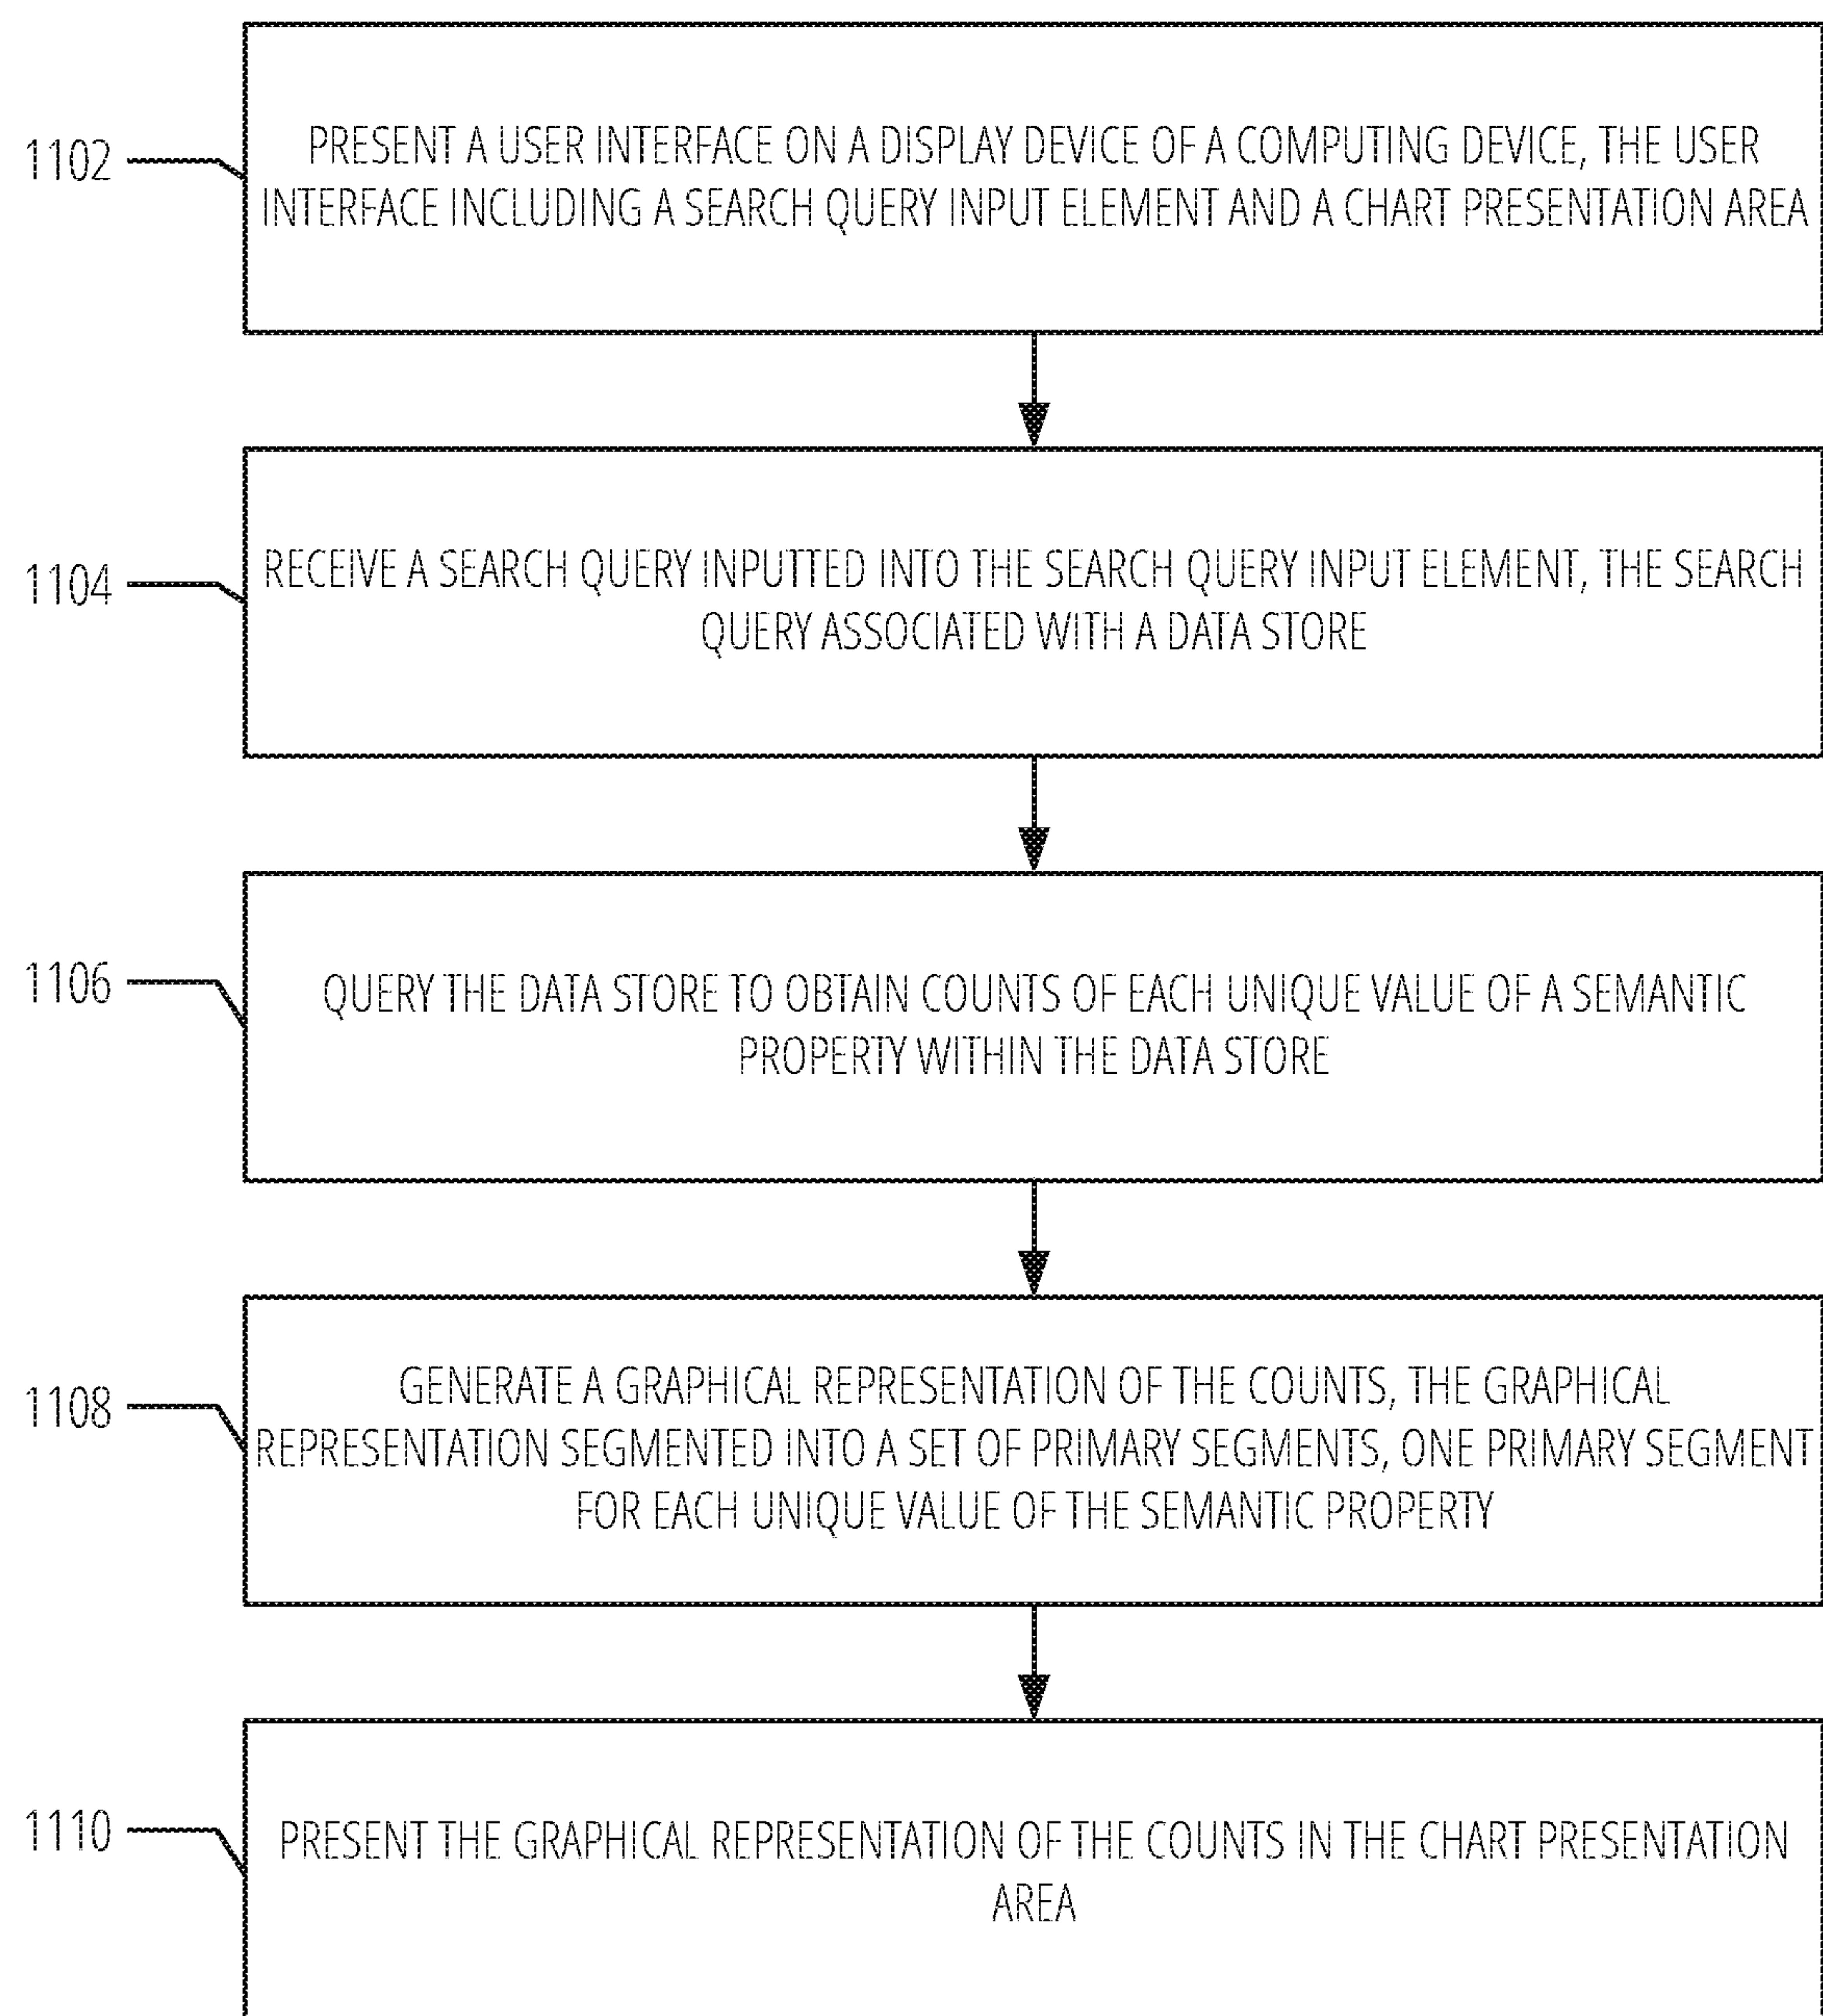 1102
PRESENT A USER INTERFACE ON A DISPLAY DEVICE OF A COMPUTING DEVICE, THE USER
INTERFACE INCLUDING A SEARCH QUERY INPUT ELEMENT AND A CHART PRESENTATION AREA
1104
RECEIVE A SEARCH QUERY INPUTTED INTO THE SEARCH QUERY INPUT ELEMENT, THE SEARCH
QUERY ASSOCIATED WITH A DATA STORE
1106
QUERY THE DATA STORE TO OBTAIN COUNTS OF EACH UNIQUE VALUE OF A SEMANTIC
PROPERTY WITHIN THE DATA STORE
1108
GENERATE A GRAPHICAL REPRESENTATION OF THE COUNTS, THE GRAPHICAL
REPRESENTATION SEGMENTED INTO A SET OF PRIMARY SEGMENTS, ONE PRIMARY SEGMENT
FOR EACH UNIQUE VALUE OF THE SEMANTIC PROPERTY
1110
PRESENT THE GRAPHICAL REPRESENTATION OF THE COUNTS IN THE CHART PRESENTATION
AREA